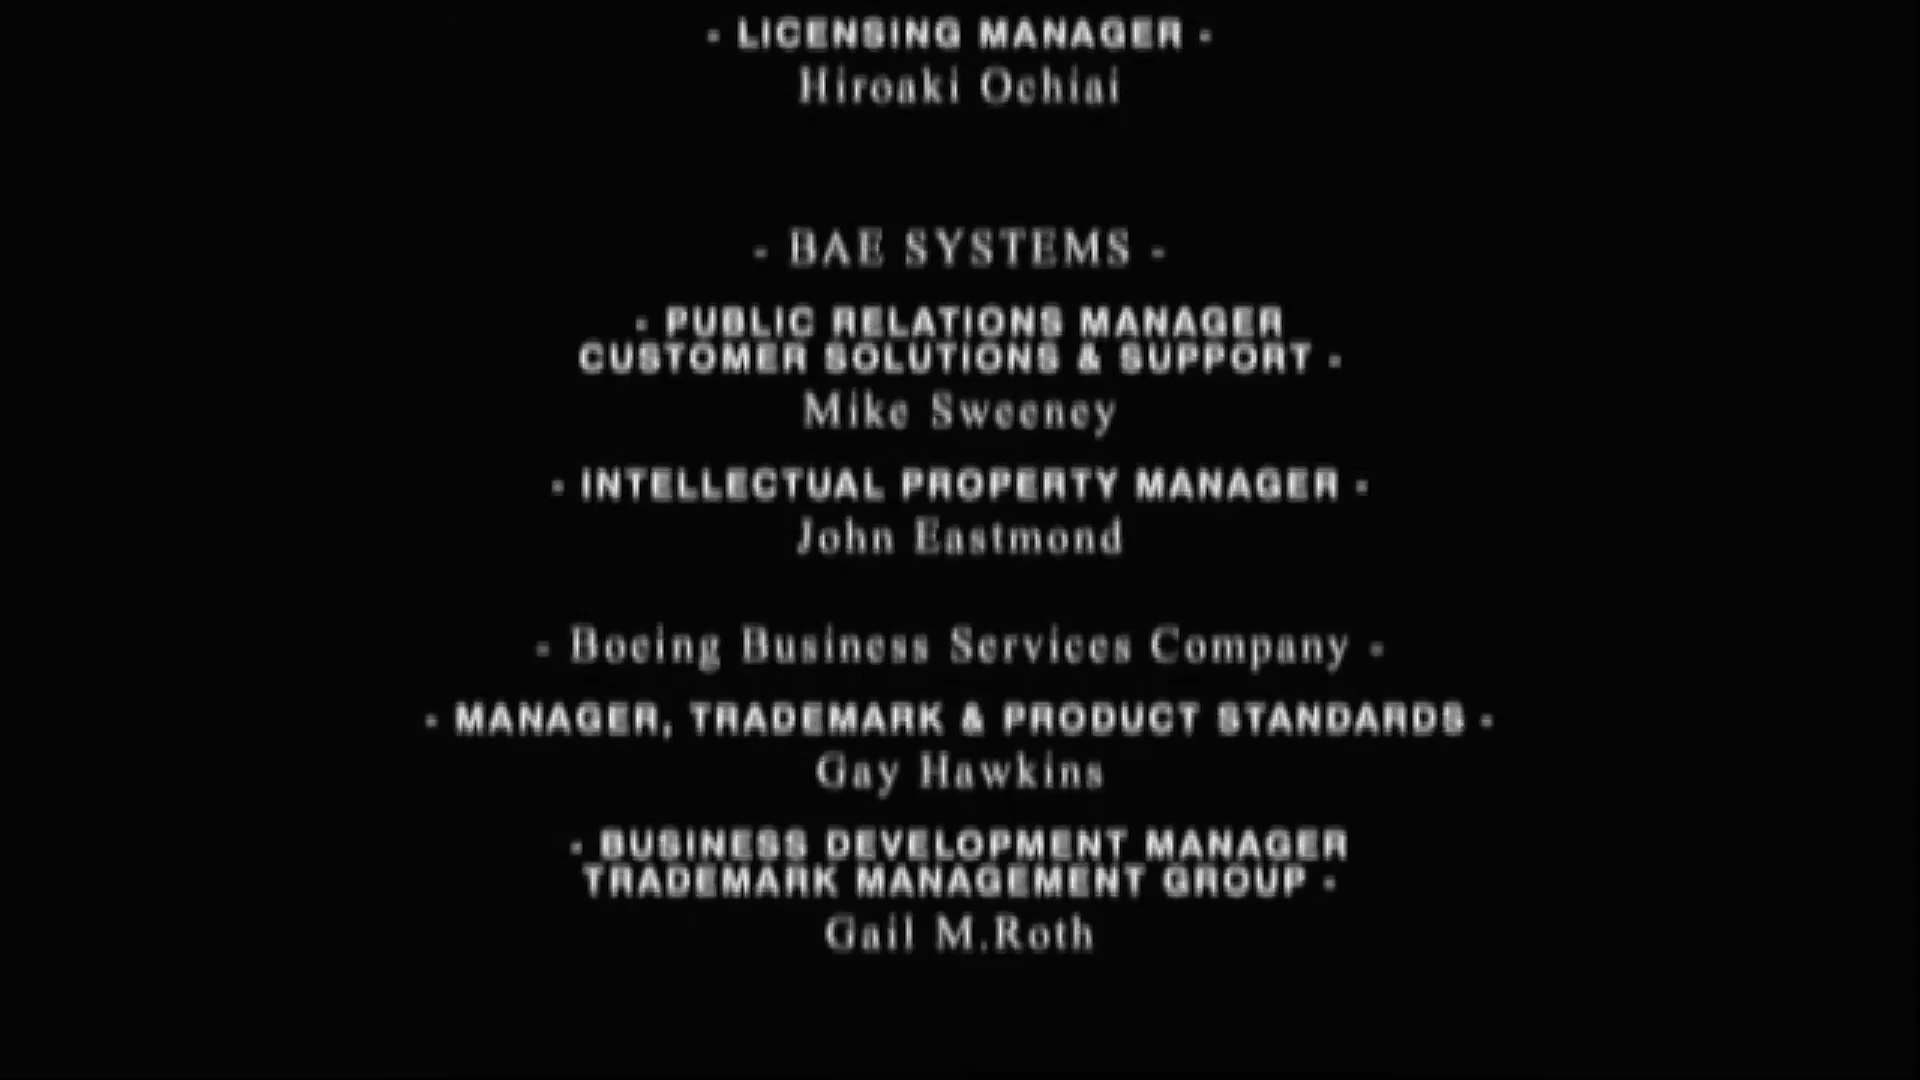 - LICENSING MANAGER -
Hiroaki Ochiai
- BAE SYSTEMS -
- PUBLIC RELATIONS MANAGER
CUSTOMER SOLUTIONS & SUPPORT -
Mike Sweeney
- INTELLECTUAL PROPERTY MANAGER -
John Eastmond
- Boeing Business Services Company -
- MANAGER, TRADEMARK & PRODUCT STANDARDS -
Gay Hawkins
- BUSINESS DEVELOPMENT MANAGER
TRADEMARK MANAGEMENT GROUP -
Gail M.Roth